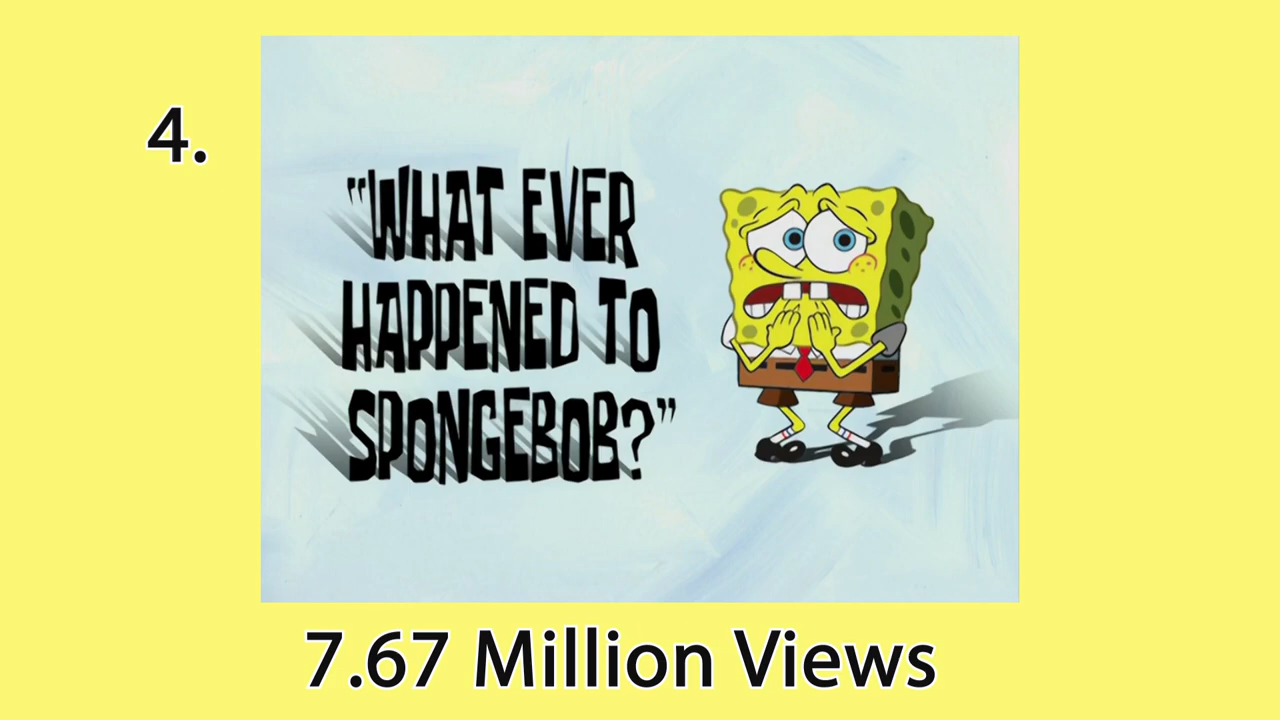 4.
"WHAT EVER
HAPPENED TO
SPONGEBOB?"
7.67 Million Views